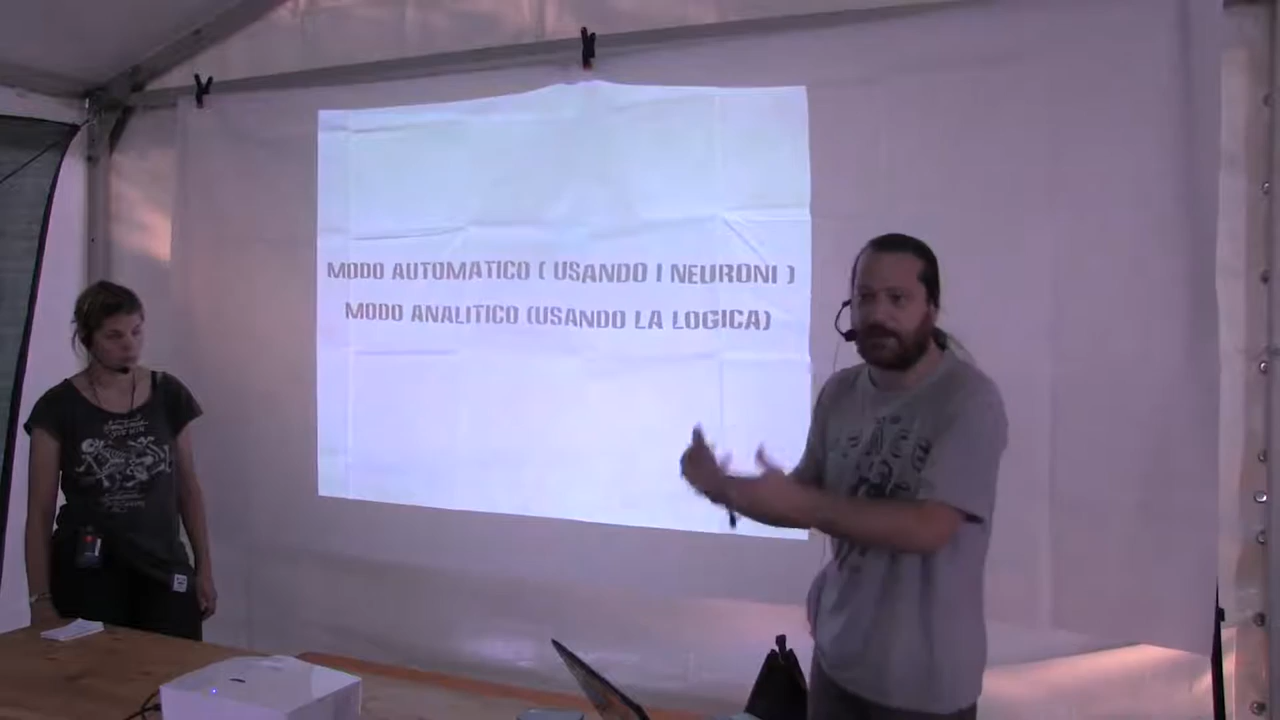 MODO AUTOMATICO ( USANDO I NEURONI )
MODO ANALITICO (USANDO LA LOGICA)